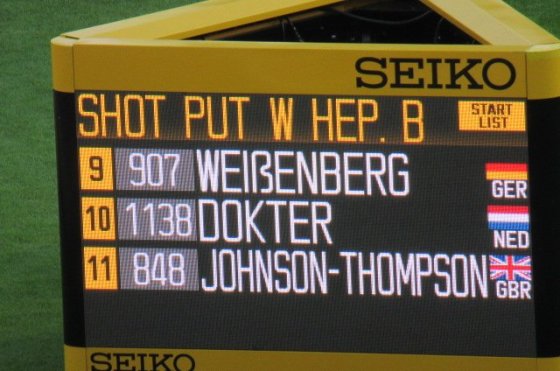 SEIKO
SHOT PUT W HEP. B START LIST
9 907 WEIßENBERG GER
10 1138 DOKTER NED
11 848 JOHNSON-THOMPSON GBR
SEIKO